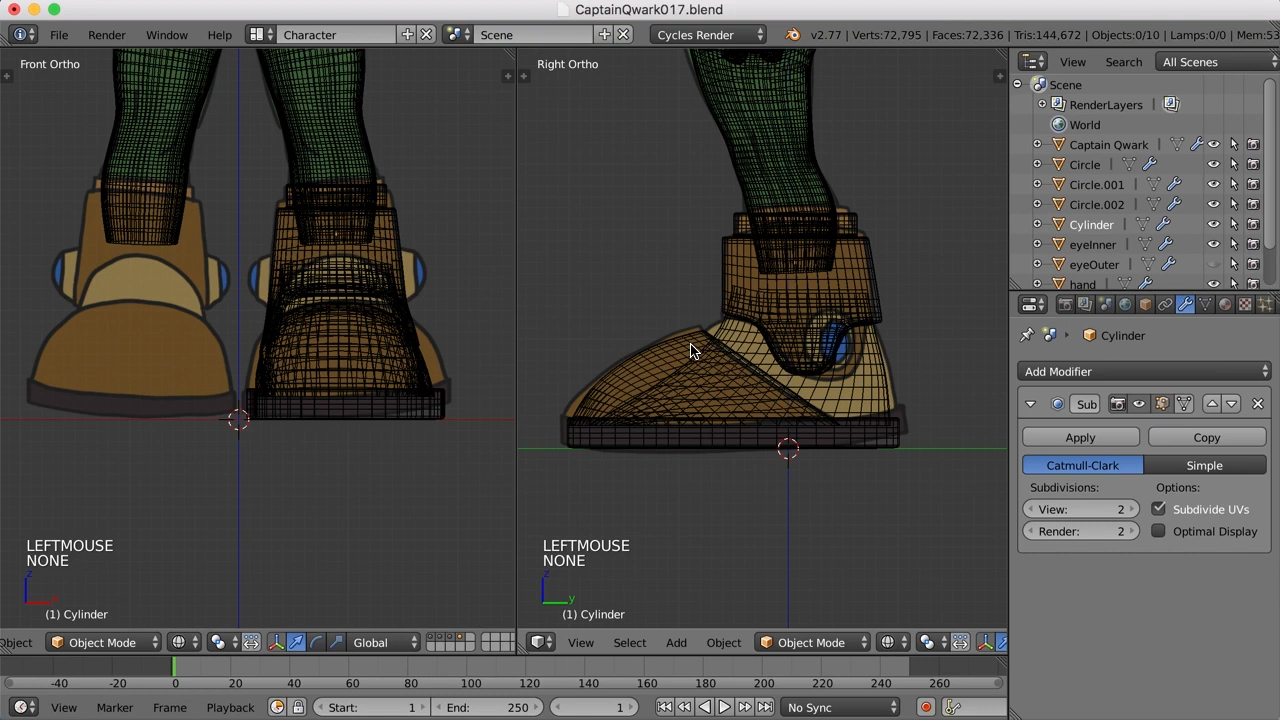 CaptainQwark017.blend
File Render Window Help Character Scene Cycles Render v2.77 | Verts:72,795 | Faces:72,336 | Tris:144,672 | Objects:0/10 | Lamps:0/0 | Mem:53
Front Ortho
Right Ortho
View Search All Scenes
Scene
RenderLayers
World
Captain Qwark
Circle
Circle.001
Circle.002
Cylinder
eyeInner
eyeOuter
hand
Cylinder
Add Modifier
Sub
Apply Copy
Catmull-Clark Simple
Subdivisions: Options:
View: 2 Subdivide UVs
Render: 2 Optimal Display
LEFTMOUSE
NONE
z
(1) Cylinder
LEFTMOUSE
NONE
z
y
(1) Cylinder
Object Object Mode Global
View Select Add Object Object Mode
-40 -20 0 20 40 60 80 100 120 140 160 180 200 220 240 260
View Marker Frame Playback Start: 1 End: 250 1 No Sync